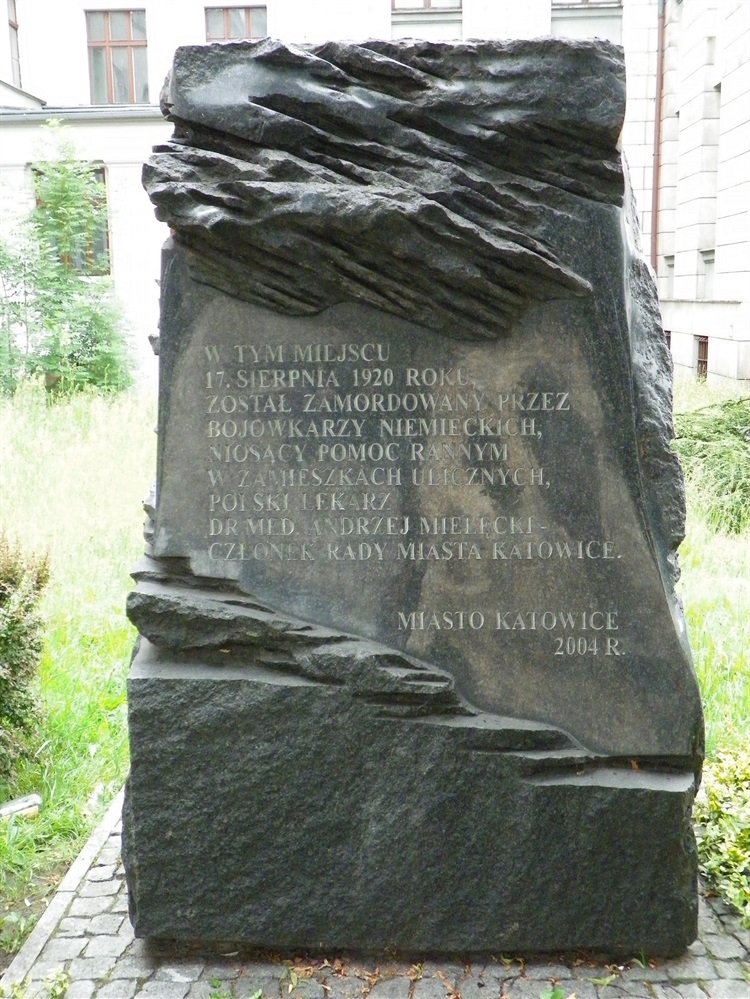 W TYM MIEJSCU
17. SIERPNIA 1920 ROKU,
ZOSTAŁ ZAMORDOWANY PRZEZ
BOJÓWKARZY NIEMIECKICH,
NIOSĄCY POMOC RANNYM
W ZAMIESZKACH ULICZNYCH,
POLSKI LEKARZ
DR MED. ANDRZEJ MIELĘCKI -
CZŁONEK RADY MIASTA KATOWICE.
MIASTO KATOWICE
2004 R.